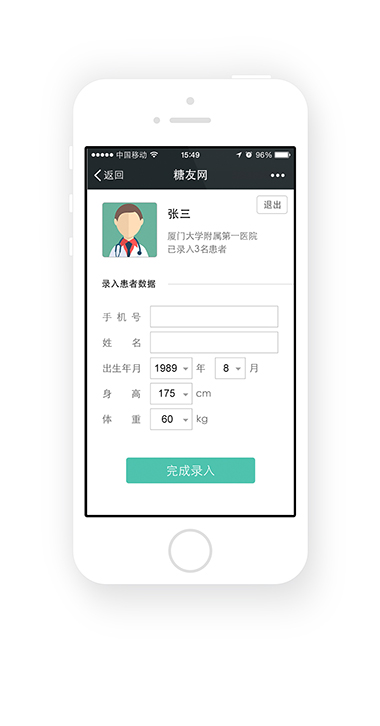 中国移动 15:49 96%
返回 糖友网
退出
张三
厦门大学附属第一医院
已录入3名患者
录入患者数据
手机号
姓名
出生年月 1989 年 8 月
身高 175 cm
体重 60 kg
完成录入